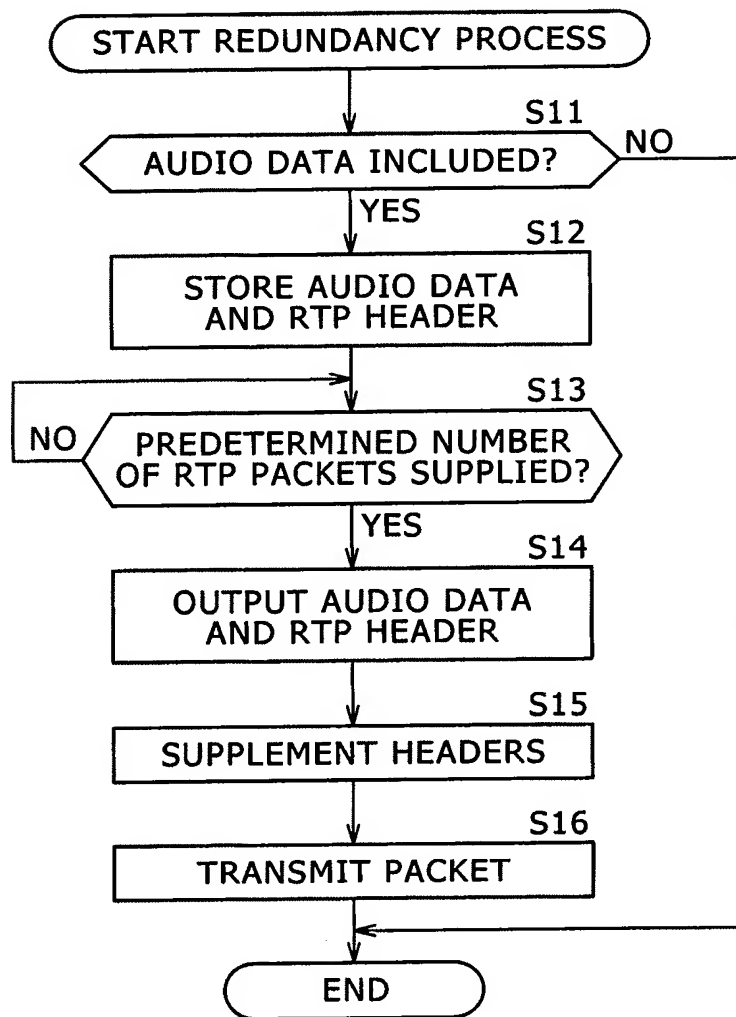 START REDUNDANCY PROCESS
S11
AUDIO DATA INCLUDED?
NO
YES
S12
STORE AUDIO DATA
AND RTP HEADER
S13
NO
PREDETERMINED NUMBER
OF RTP PACKETS SUPPLIED?
YES
S14
OUTPUT AUDIO DATA
AND RTP HEADER
S15
SUPPLEMENT HEADERS
S16
TRANSMIT PACKET
END